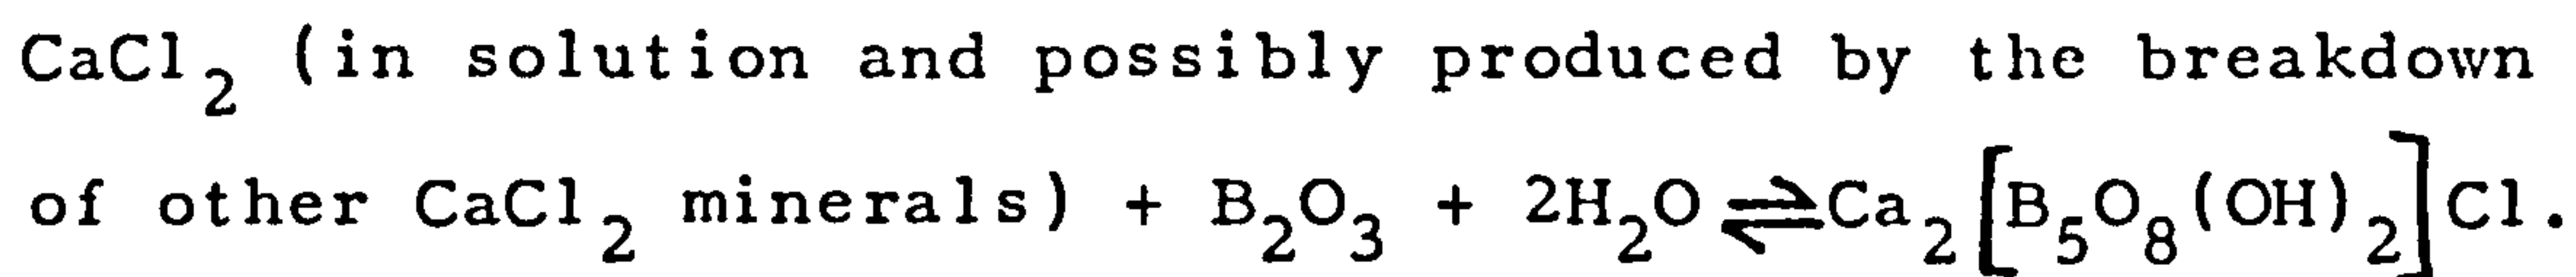 CaCl₂ (in solution and possibly produced by the breakdown
of other CaCl₂ minerals) + B₂O₃ + 2H₂O ⇌ Ca₂[B₅O₈(OH)₂]Cl.